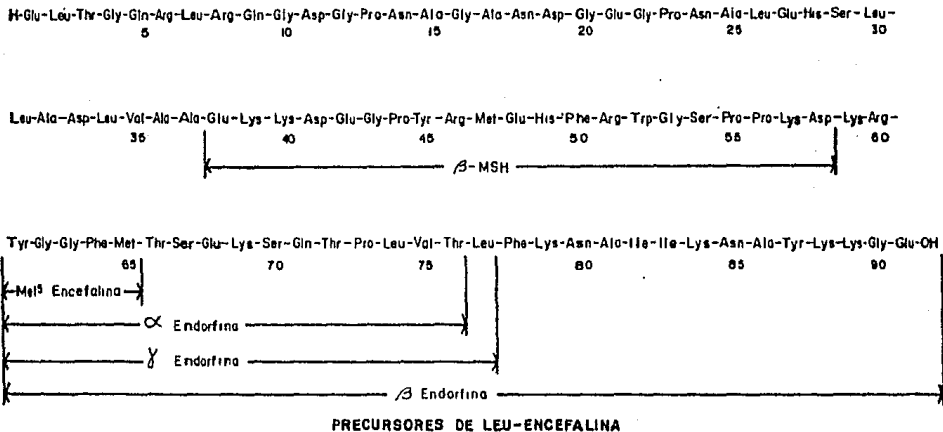 H-Glu-Leu-Thr-Gly-Gln-Arg-Leu-Arg-Gln-Gly-Asp-Gly-Pro-Asn-Ala-Gly-Ala-Asn-Asp-Gly-Glu-Gly-Pro-Asn-Ala-Leu-Glu-His-Ser-Leu-
5 10 15 20 25 30
Leu-Ala-Asp-Leu-Val-Ala-Ala-Glu-Lys-Lys-Asp-Glu-Gly-Pro-Tyr-Arg-Met-Glu-His-Phe-Arg-Trp-Gly-Ser-Pro-Pro-Lys-Asp-Lys-Arg-
35 40 45 50 55 60
β-MSH
Tyr-Gly-Gly-Phe-Met-Thr-Ser-Glu-Lys-Ser-Gln-Thr-Pro-Leu-Val-Thr-Leu-Phe-Lys-Asn-Ala-Ile-Ile-Lys-Asn-Ala-Tyr-Lys-Lys-Gly-Glu-OH
65 70 75 80 85 90
Met⁵ Encefalina
α Endorfina
γ Endorfina
β Endorfina
PRECURSORES DE LEU-ENCEFALINA